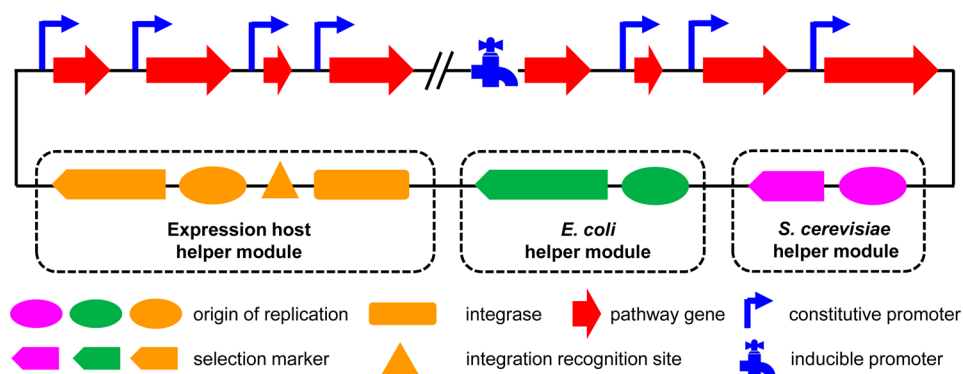 Expression host
helper module
E. coli
helper module
S. cerevisiae
helper module
origin of replication
integrase
pathway gene
constitutive promoter
selection marker
integration recognition site
inducible promoter